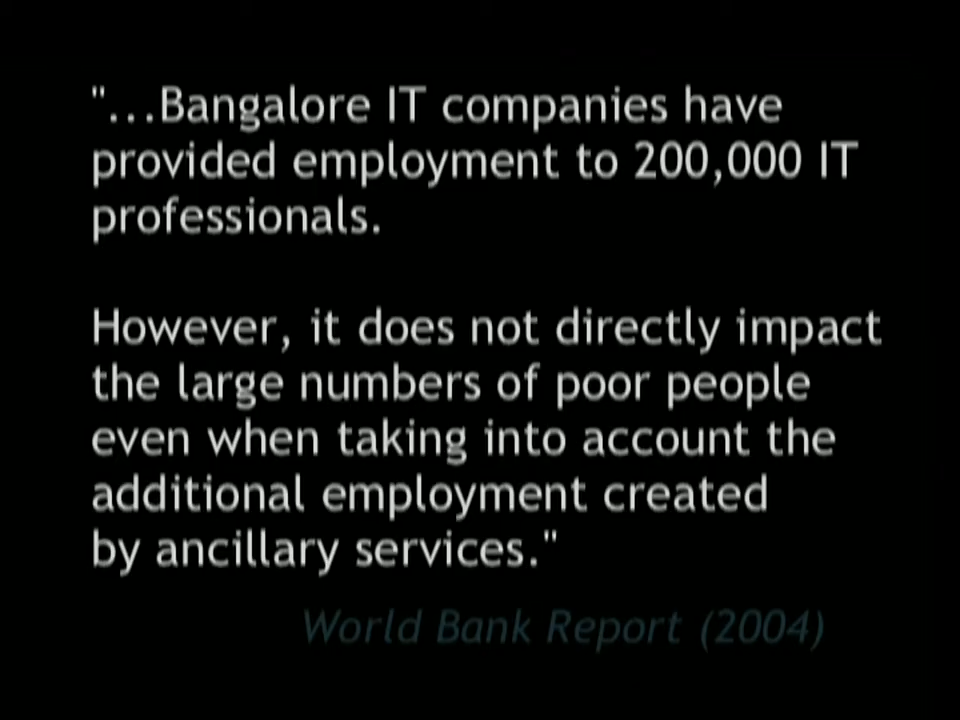 "...Bangalore IT companies have
provided employment to 200,000 IT
professionals.
However, it does not directly impact
the large numbers of poor people
even when taking into account the
additional employment created
by ancillary services."
World Bank Report (2004)